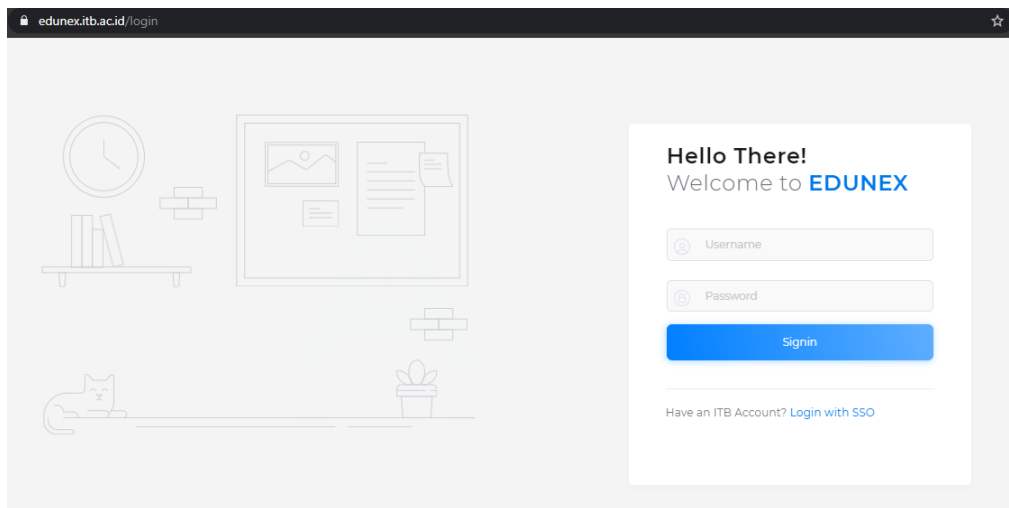 edunex.itb.ac.id/login
Hello There!
Welcome to EDUNEX
Username
Password
Signin
Have an ITB Account? Login with SSO